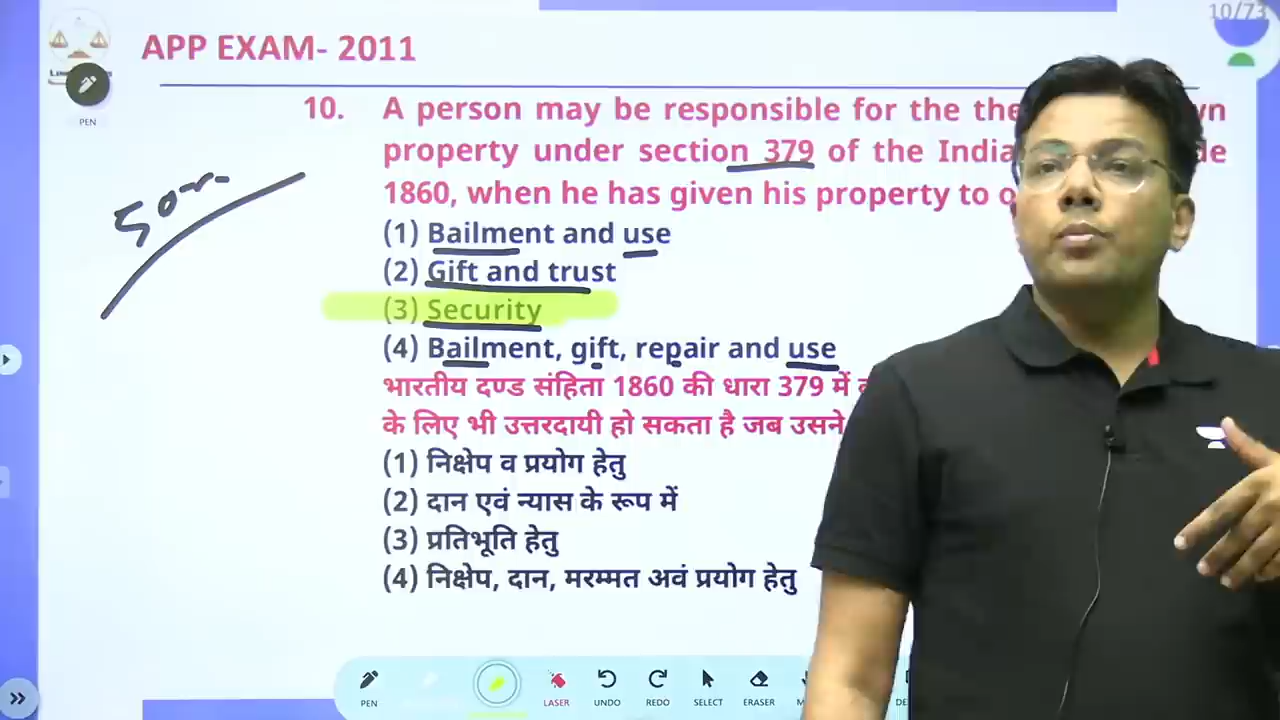 10/73
APP EXAM- 2011
PEN
10. A person may be responsible for the
property under section 379 of the
1860, when he has given his property to
(1) Bailment and use
(2) Gift and trust
(3) Security
(4) Bailment, gift, repair and use
भारतीय दण्ड संहिता 1860 की धारा 379 में
के लिए भी उत्तरदायी हो सकता है जब उसने
(1) निक्षेप व प्रयोग हेतु
(2) दान एवं न्यास के रूप में
(3) प्रतिभूति हेतु
(4) निक्षेप, दान, मरम्मत अवं प्रयोग हेतु
PEN LASER UNDO REDO SELECT ERASER